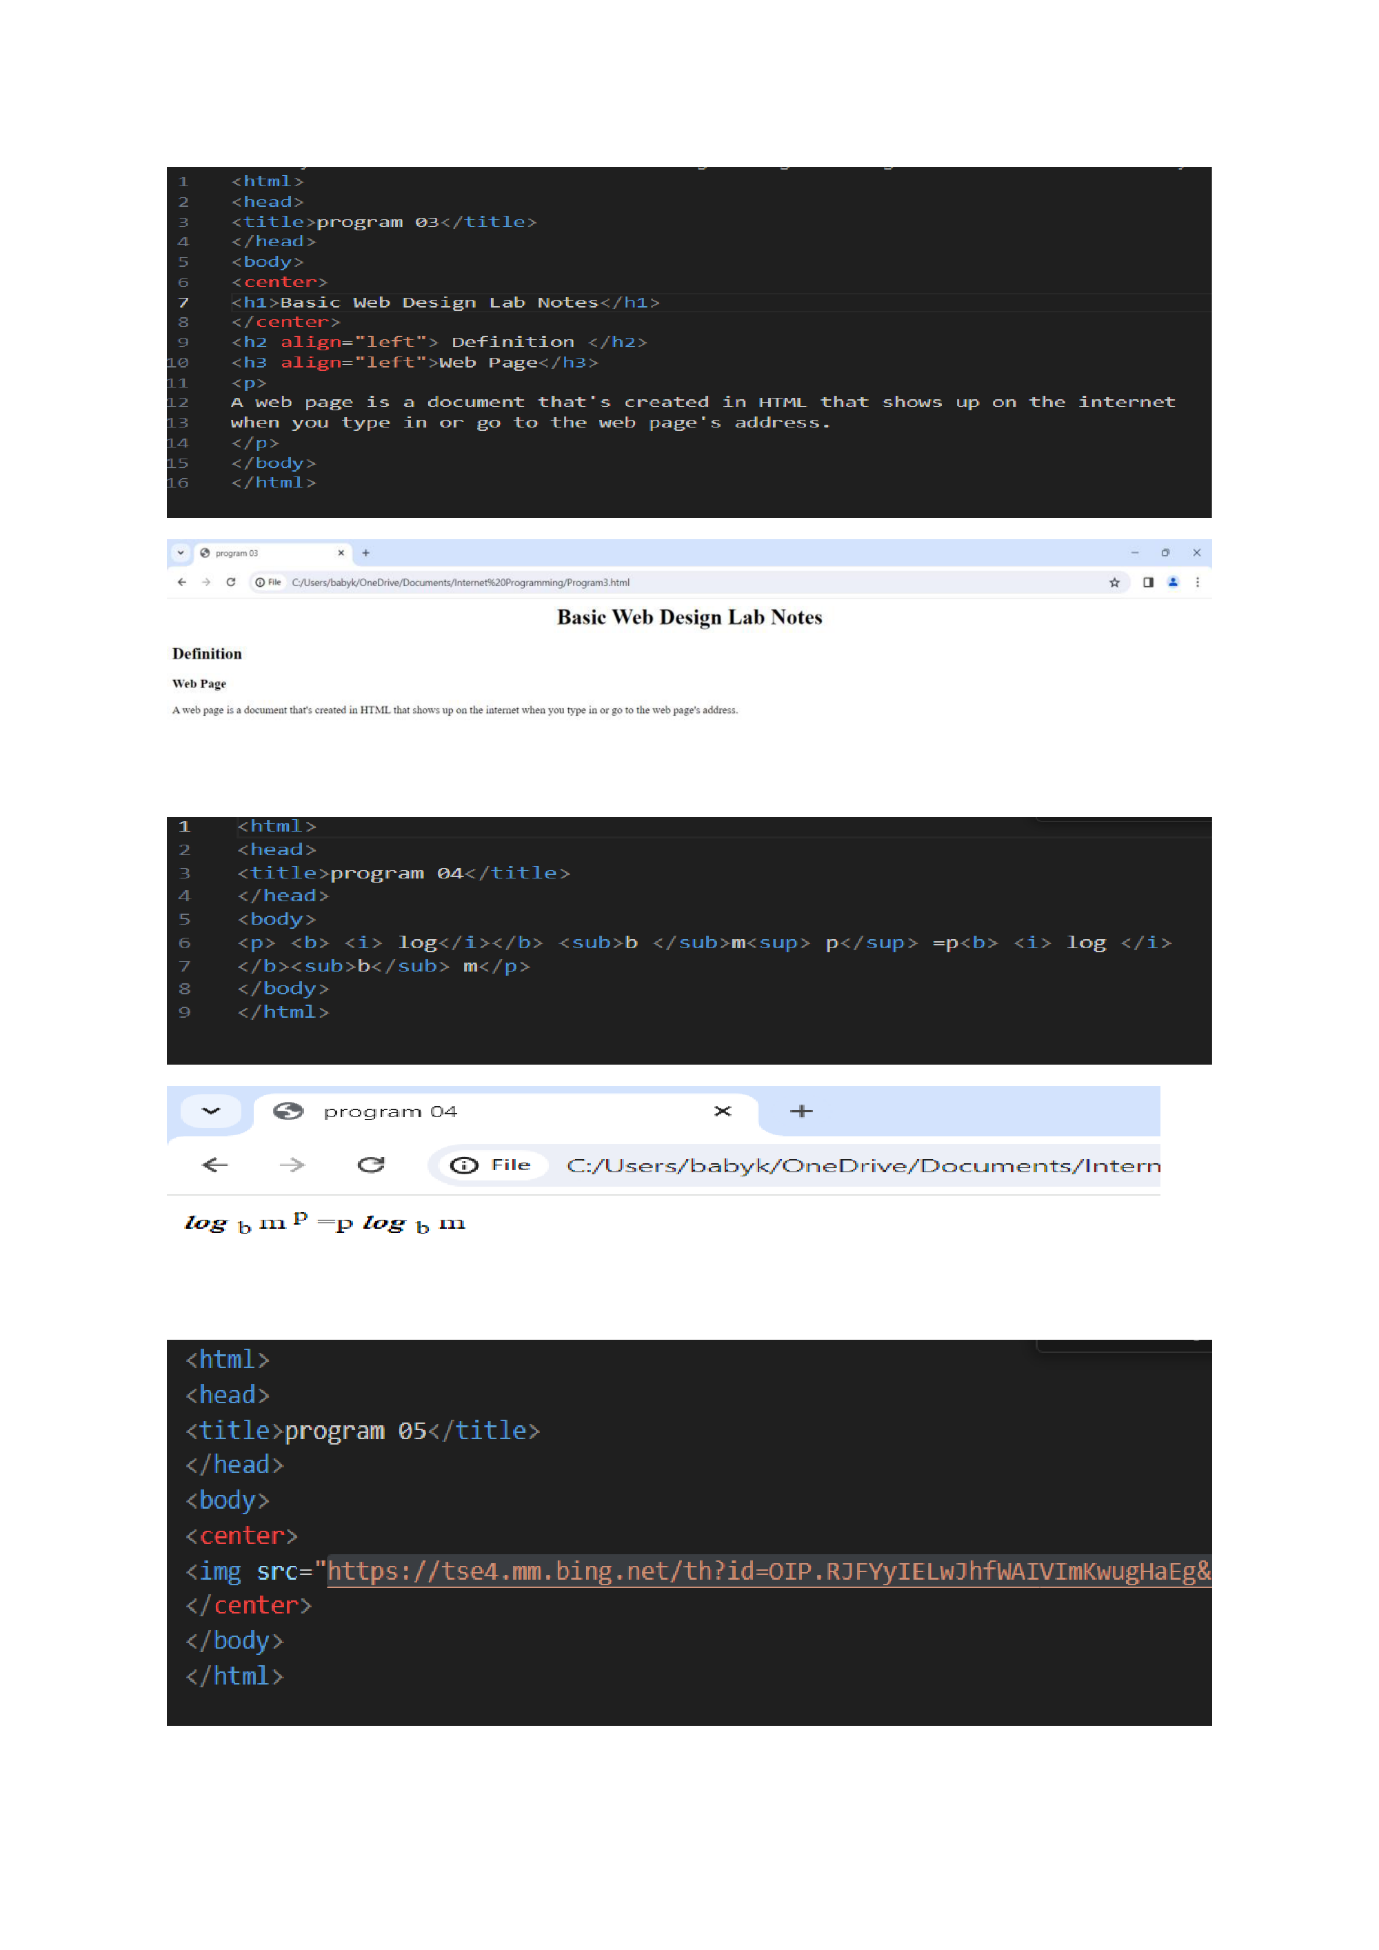 1 <html>
2 <head>
3 <title>program 03</title>
4 </head>
5 <body>
6 <center>
7 <h1>Basic Web Design Lab Notes</h1>
8 </center>
9 <h2 align="left"> Definition </h2>
10 <h3 align="left">Web Page</h3>
11 <p>
12 A web page is a document that's created in HTML that shows up on the internet
13 when you type in or go to the web page's address.
14 </p>
15 </body>
16 </html>
program 03
File C:/Users/babyk/OneDrive/Documents/Internet%20Programming/Program3.html
Basic Web Design Lab Notes
Definition
Web Page
A web page is a document that's created in HTML that shows up on the internet when you type in or go to the web page's address.
1 <html>
2 <head>
3 <title>program 04</title>
4 </head>
5 <body>
6 <p> <b> <i> log</i></b> <sub>b </sub>m<sup> p</sup> =p<b> <i> log </i>
7 </b><sub>b</sub> m</p>
8 </body>
9 </html>
program 04
File C:/Users/babyk/OneDrive/Documents/Intern
log b m p =p log b m
<html>
<head>
<title>program 05</title>
</head>
<body>
<center>
<img src="https://tse4.mm.bing.net/th?id=OIP.RJFYyIELwJhfWAIVImKwugHaEg&
</center>
</body>
</html>